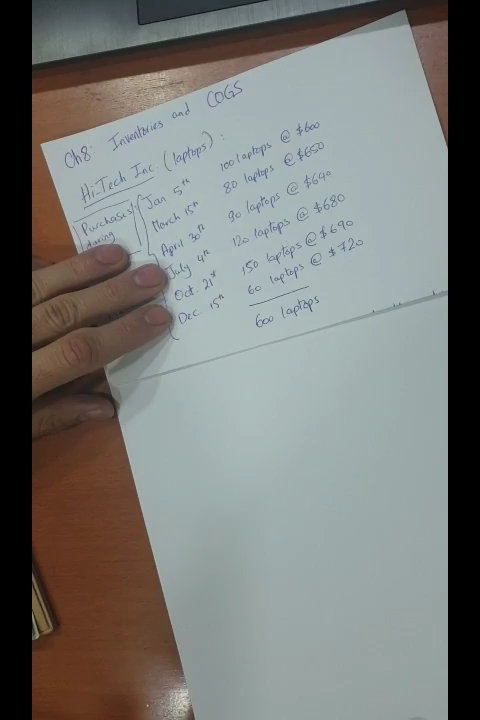 Ch8: Inventories and COGS
Hi-Tech Inc (laptops):
Purchases during
Jan 5th 100 laptops @ $600
March 15th 80 laptops @ $650
April 30th 90 laptops @ $640
July 4th 120 laptops @ $680
Oct. 21st 150 laptops @ $690
Dec. 15th 60 laptops @ $720
600 laptops